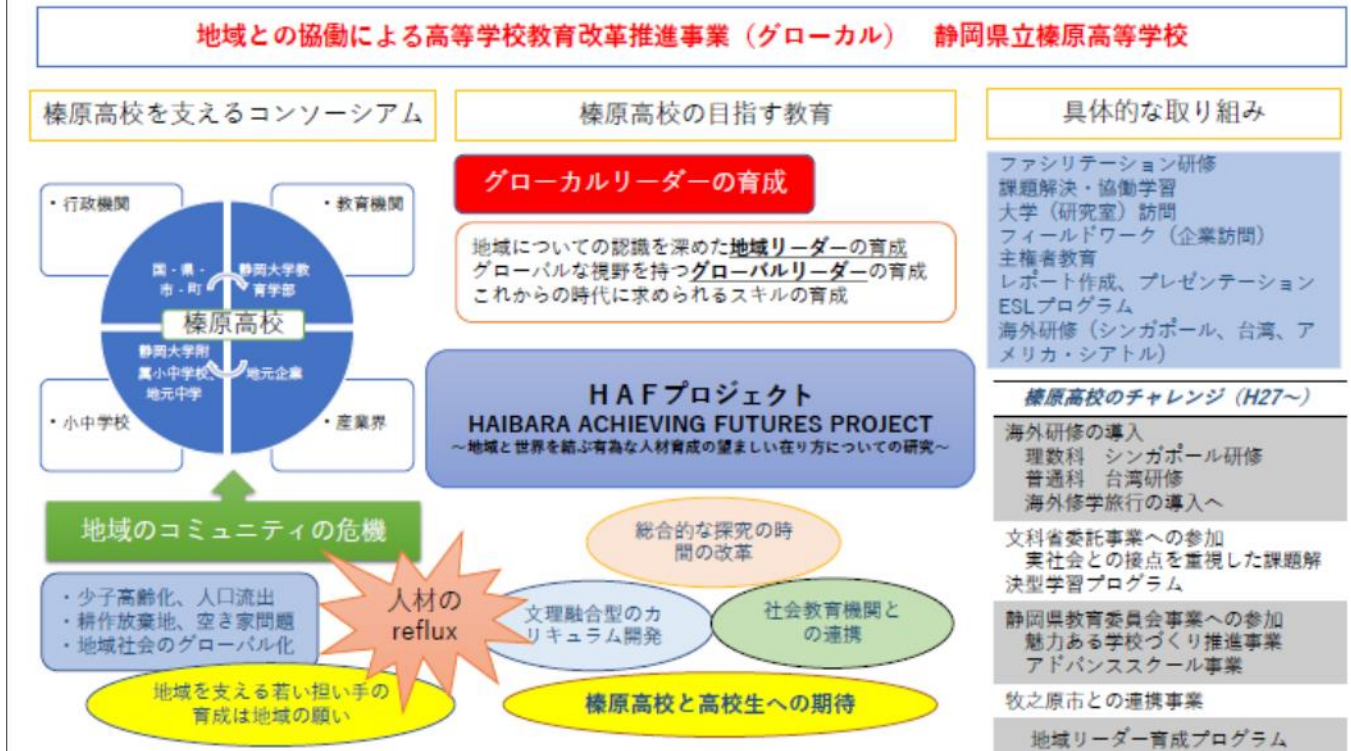 地域との協働による高等学校教育改革推進事業（グローカル）　静岡県立榛原高等学校
榛原高校を支えるコンソーシアム
・行政機関
・教育機関
国・県・
市・町
静岡大学教
育学部
榛原高校
静岡大学附
属小中学校、
地元中学
地元企業
・小中学校
・産業界
地域のコミュニティの危機
・少子高齢化、人口流出
・耕作放棄地、空き家問題
・地域社会のグローバル化
人材の
reflux
地域を支える若い担い手の
育成は地域の願い
榛原高校の目指す教育
グローカルリーダーの育成
地域についての認識を深めた地域リーダーの育成
グローバルな視野を持つグローバルリーダーの育成
これからの時代に求められるスキルの育成
ＨＡＦプロジェクト
HAIBARA ACHIEVING FUTURES PROJECT
～地域と世界を結ぶ有為な人材育成の望ましい在り方についての研究～
総合的な探究の時
間の改革
文理融合型のカ
リキュラム開発
社会教育機関と
の連携
榛原高校と高校生への期待
具体的な取り組み
ファシリテーション研修
課題解決・協働学習
大学（研究室）訪問
フィールドワーク（企業訪問）
主権者教育
レポート作成、プレゼンテーション
ESLプログラム
海外研修（シンガポール、台湾、ア
メリカ・シアトル）
榛原高校のチャレンジ（H27～）
海外研修の導入
理数科　シンガポール研修
普通科　台湾研修
海外修学旅行の導入へ
文科省委託事業への参加
実社会との接点を重視した課題解
決型学習プログラム
静岡県教育委員会事業への参加
魅力ある学校づくり推進事業
アドバンススクール事業
牧之原市との連携事業
地域リーダー育成プログラム